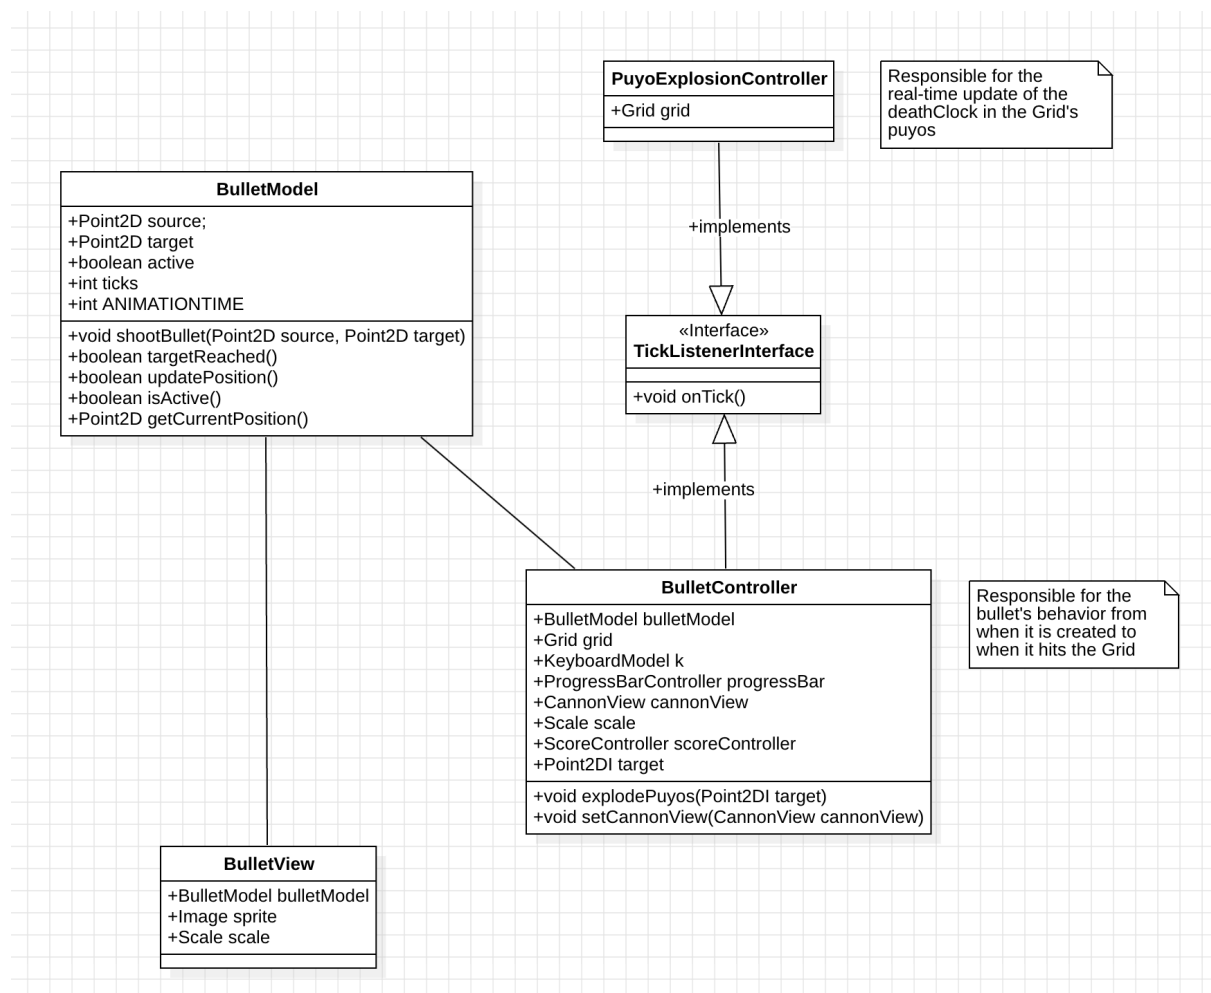 PuyoExplosionController
+Grid grid
Responsible for the
real-time update of the
deathClock in the Grid's
puyos
BulletModel
+Point2D source;
+Point2D target
+boolean active
+int ticks
+int ANIMATIONTIME
+void shootBullet(Point2D source, Point2D target)
+boolean targetReached()
+boolean updatePosition()
+boolean isActive()
+Point2D getCurrentPosition()
+implements
«Interface»
TickListenerInterface
+void onTick()
+implements
BulletController
+BulletModel bulletModel
+Grid grid
+KeyboardModel k
+ProgressBarController progressBar
+CannonView cannonView
+Scale scale
+ScoreController scoreController
+Point2DI target
+void explodePuyos(Point2DI target)
+void setCannonView(CannonView cannonView)
Responsible for the
bullet's behavior from
when it is created to
when it hits the Grid
BulletView
+BulletModel bulletModel
+Image sprite
+Scale scale